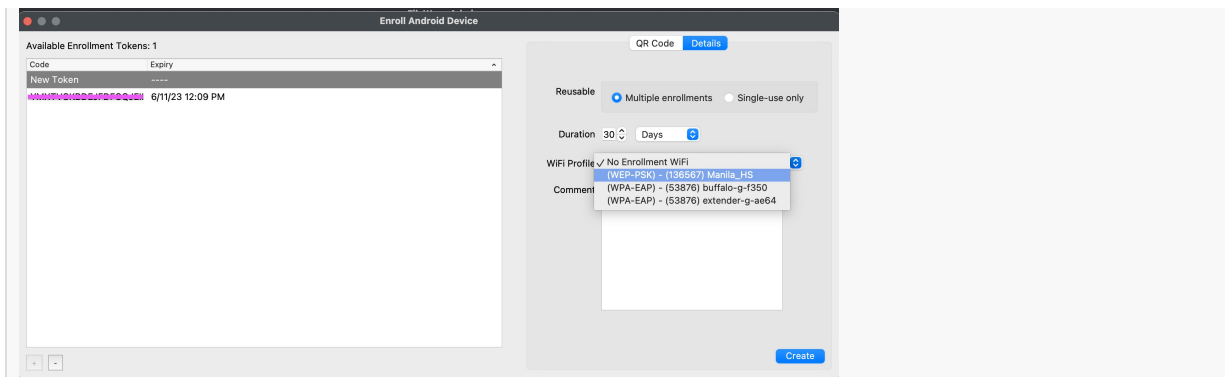 Enroll Android Device
Available Enrollment Tokens: 1
Code Expiry
New Token ----
6/11/23 12:09 PM
QR Code Details
Reusable Multiple enrollments Single-use only
Duration 30 Days
WiFi Profile ✓ No Enrollment WiFi
(WEP-PSK) - (136567) Manila_HS
Comment (WPA-EAP) - (53876) buffalo-g-f350
(WPA-EAP) - (53876) extender-g-ae64
+ -
Create